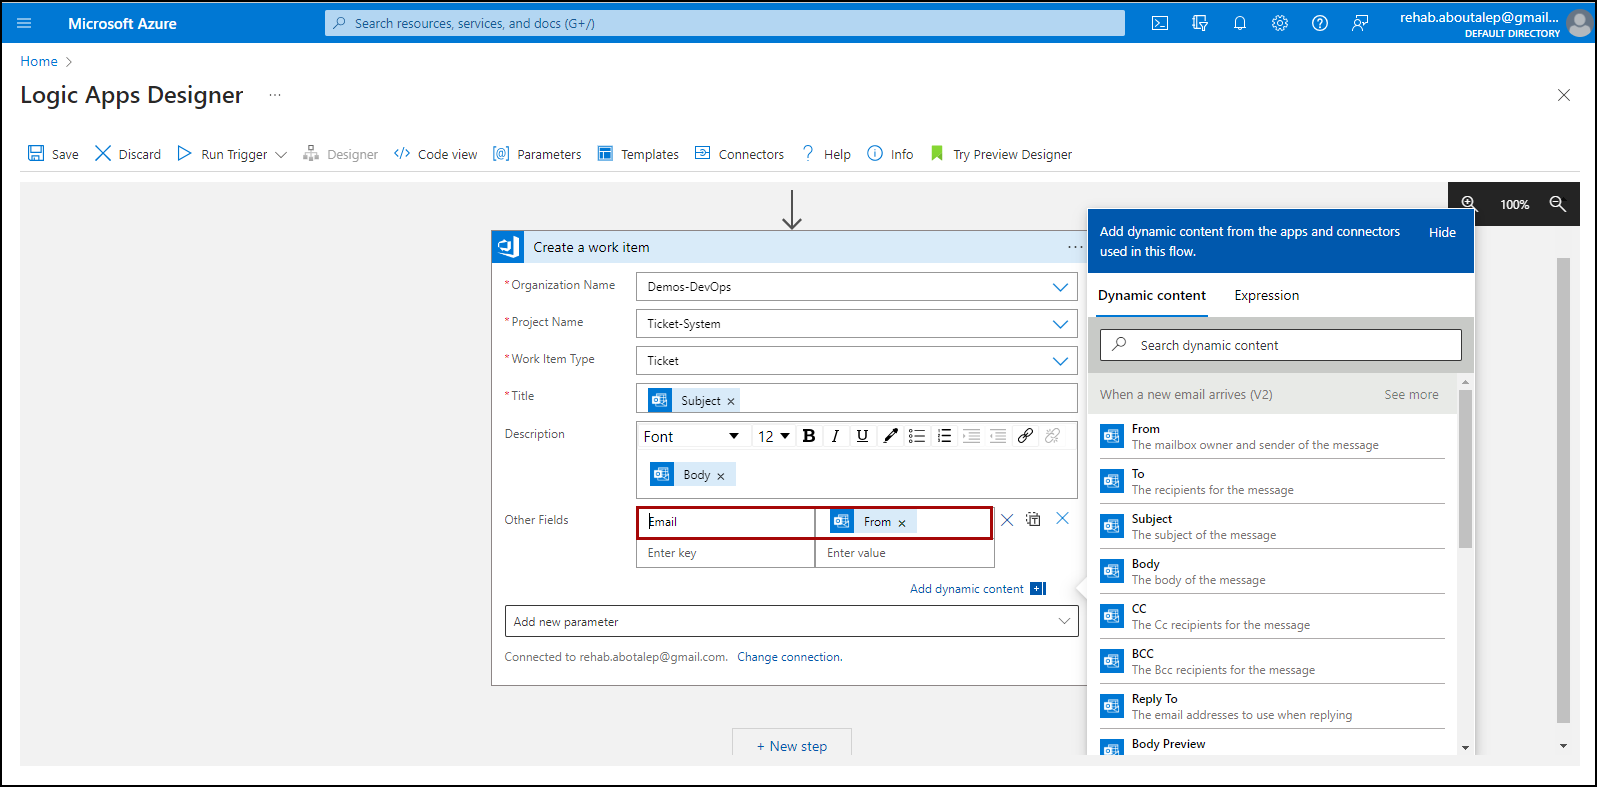 Microsoft Azure
Search resources, services, and docs (G+/)
rehab.aboutalep@gmail...
DEFAULT DIRECTORY
Home >
Logic Apps Designer ...
Save Discard Run Trigger Designer Code view Parameters Templates Connectors Help Info Try Preview Designer
100%
Create a work item ...
* Organization Name Demos-DevOps
* Project Name Ticket-System
* Work Item Type Ticket
* Title Subject ×
Description
Font 12 B I U
Body ×
Other Fields Email From ×
Enter key Enter value
Add dynamic content
Add new parameter
Connected to rehab.abotalep@gmail.com. Change connection.
+ New step
Add dynamic content from the apps and connectors
used in this flow.
Hide
Dynamic content Expression
Search dynamic content
When a new email arrives (V2) See more
From
The mailbox owner and sender of the message
To
The recipients for the message
Subject
The subject of the message
Body
The body of the message
CC
The Cc recipients for the message
BCC
The Bcc recipients for the message
Reply To
The email addresses to use when replying
Body Preview